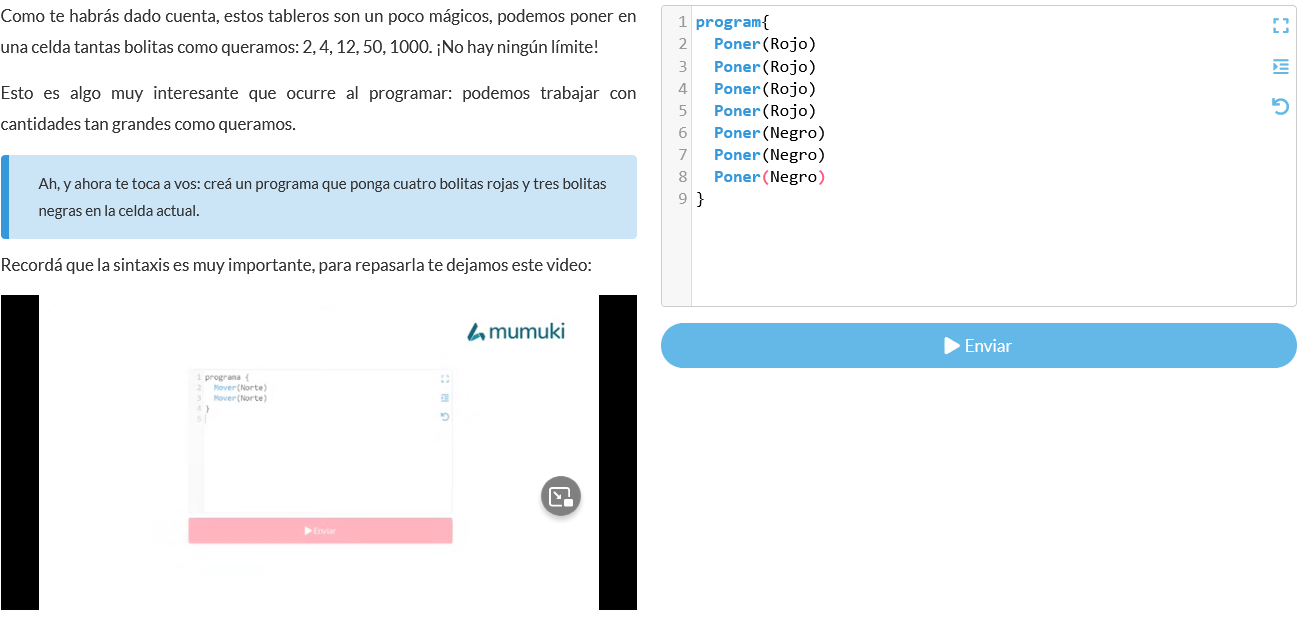 Como te habrás dado cuenta, estos tableros son un poco mágicos, podemos poner en
una celda tantas bolitas como queramos: 2, 4, 12, 50, 1000. ¡No hay ningún límite!
Esto es algo muy interesante que ocurre al programar: podemos trabajar con
cantidades tan grandes como queramos.
Ah, y ahora te toca a vos: creá un programa que ponga cuatro bolitas rojas y tres bolitas
negras en la celda actual.
Recordá que la sintaxis es muy importante, para repasarla te dejamos este video:
mumuki
1 programa {
2 Mover(Norte)
3 Mover(Norte)
4 }
5
Enviar
1 program{
2 Poner(Rojo)
3 Poner(Rojo)
4 Poner(Rojo)
5 Poner(Rojo)
6 Poner(Negro)
7 Poner(Negro)
8 Poner(Negro)
9 }
Enviar